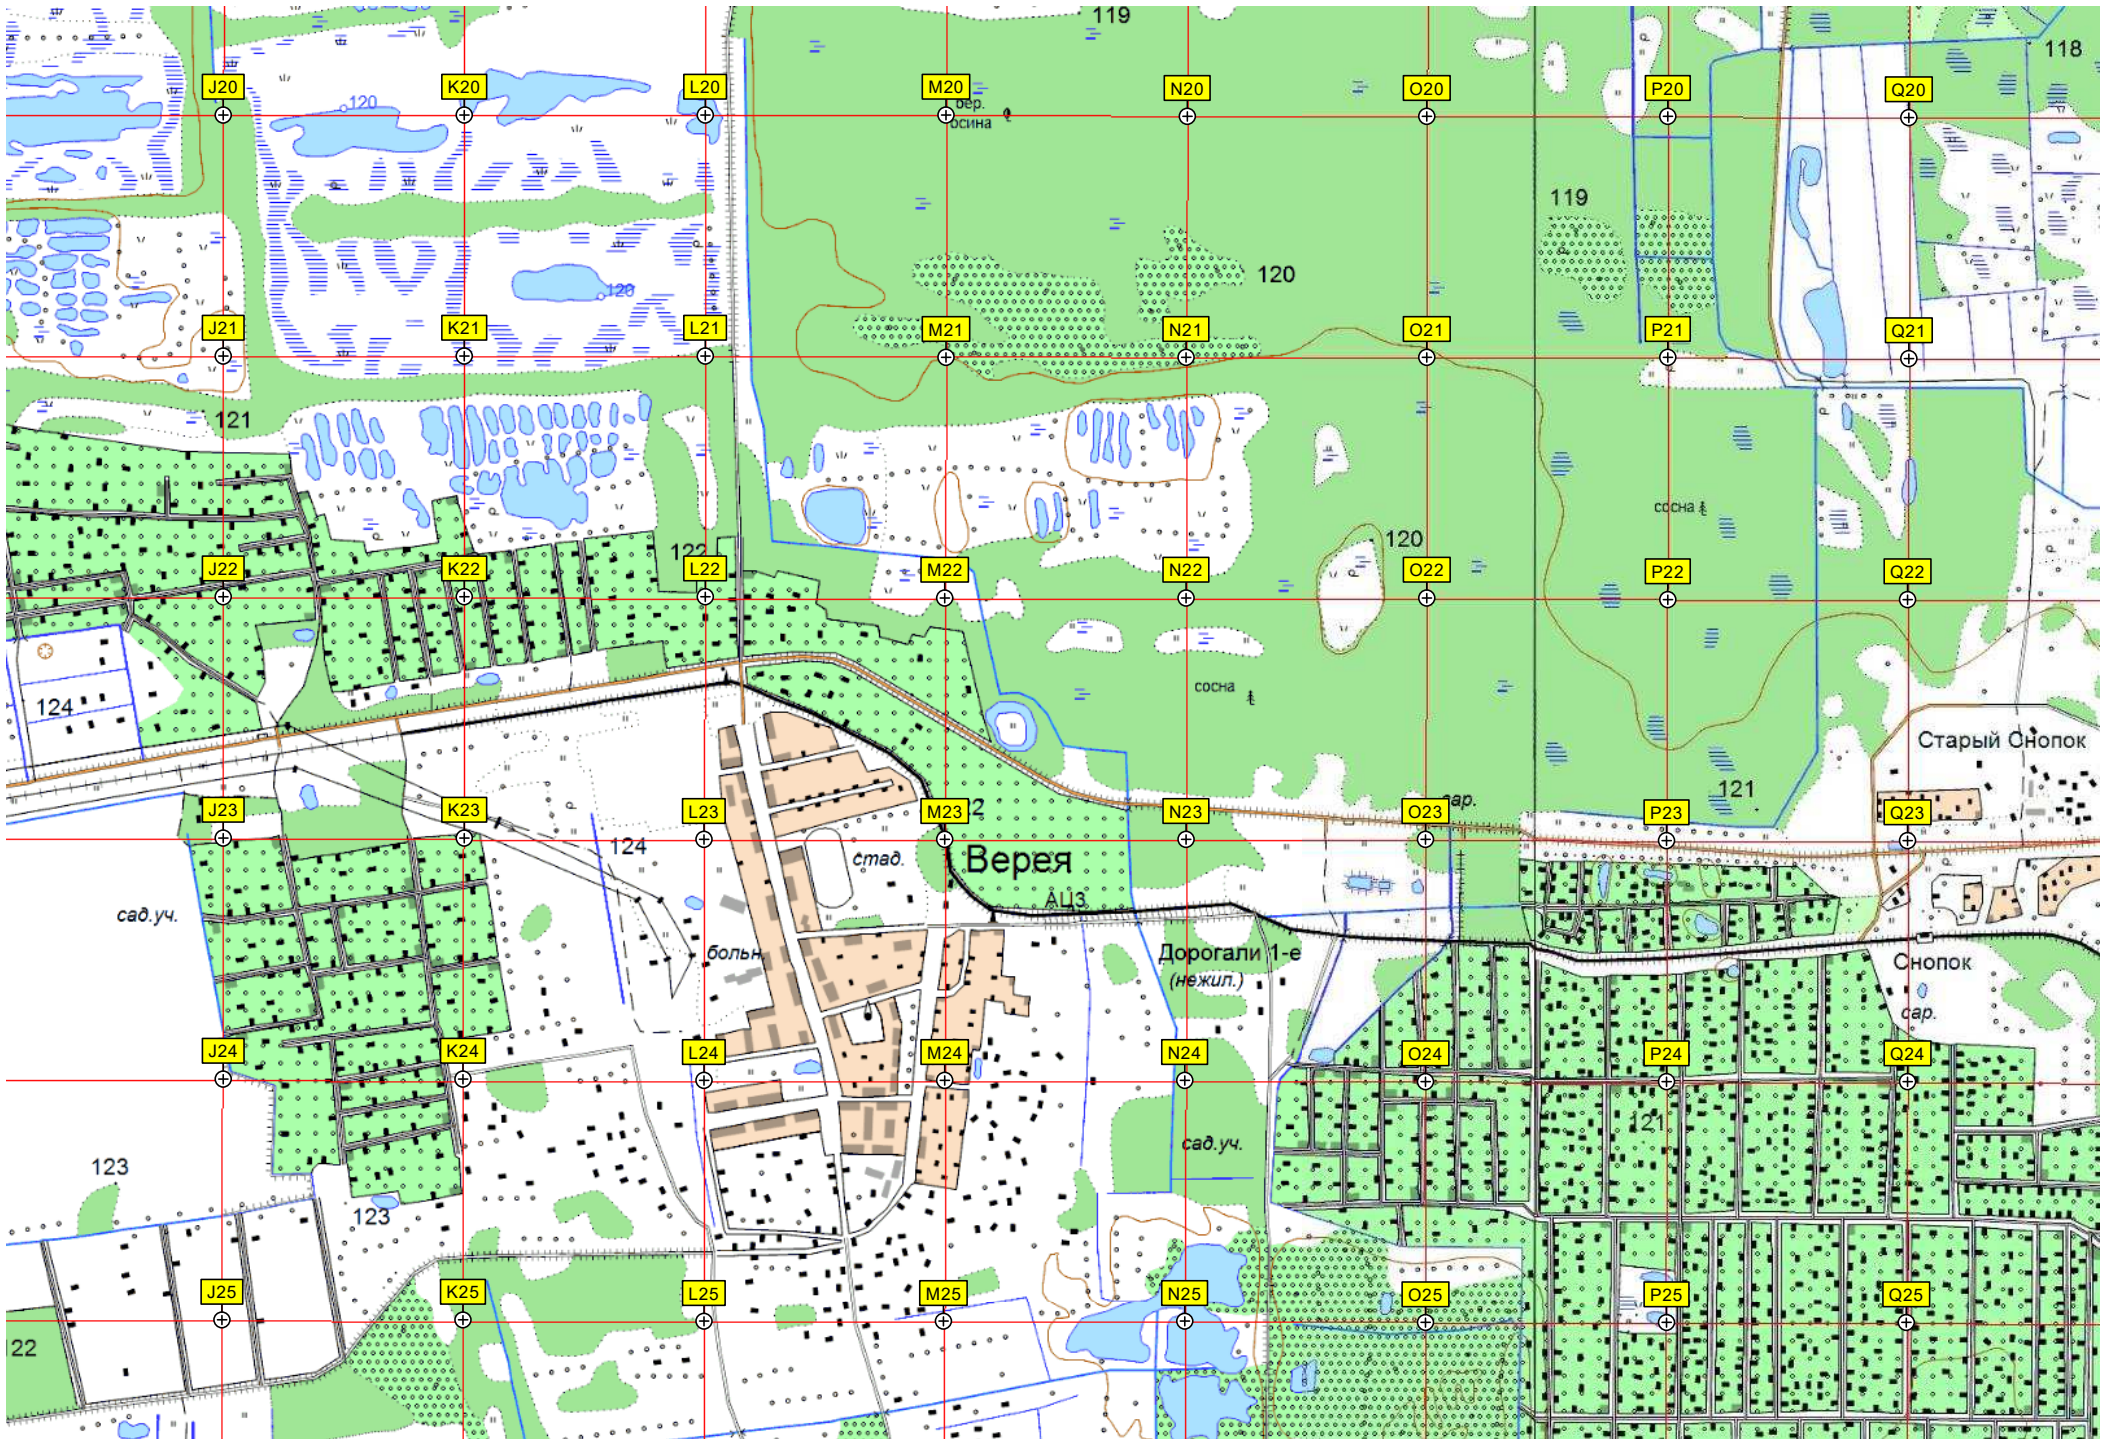 119
118
J20
K20
L20
M20
N20
O20
P20
Q20
120
бер.
осина
119
120
120
J21
K21
L21
M21
N21
O21
P21
Q21
121
сосна
120
122
J22
K22
L22
M22
N22
O22
P22
Q22
сосна
124
Старый Снопок
121
J23
K23
L23
M23
N23
O23
P23
Q23
124
стад.
Верея
АЦЗ
сад.уч.
больн.
Дорогали 1-е
(нежил.)
Снопок
сар.
J24
K24
L24
M24
N24
O24
P24
Q24
121
сад.уч.
123
123
J25
K25
L25
M25
N25
O25
P25
Q25
22